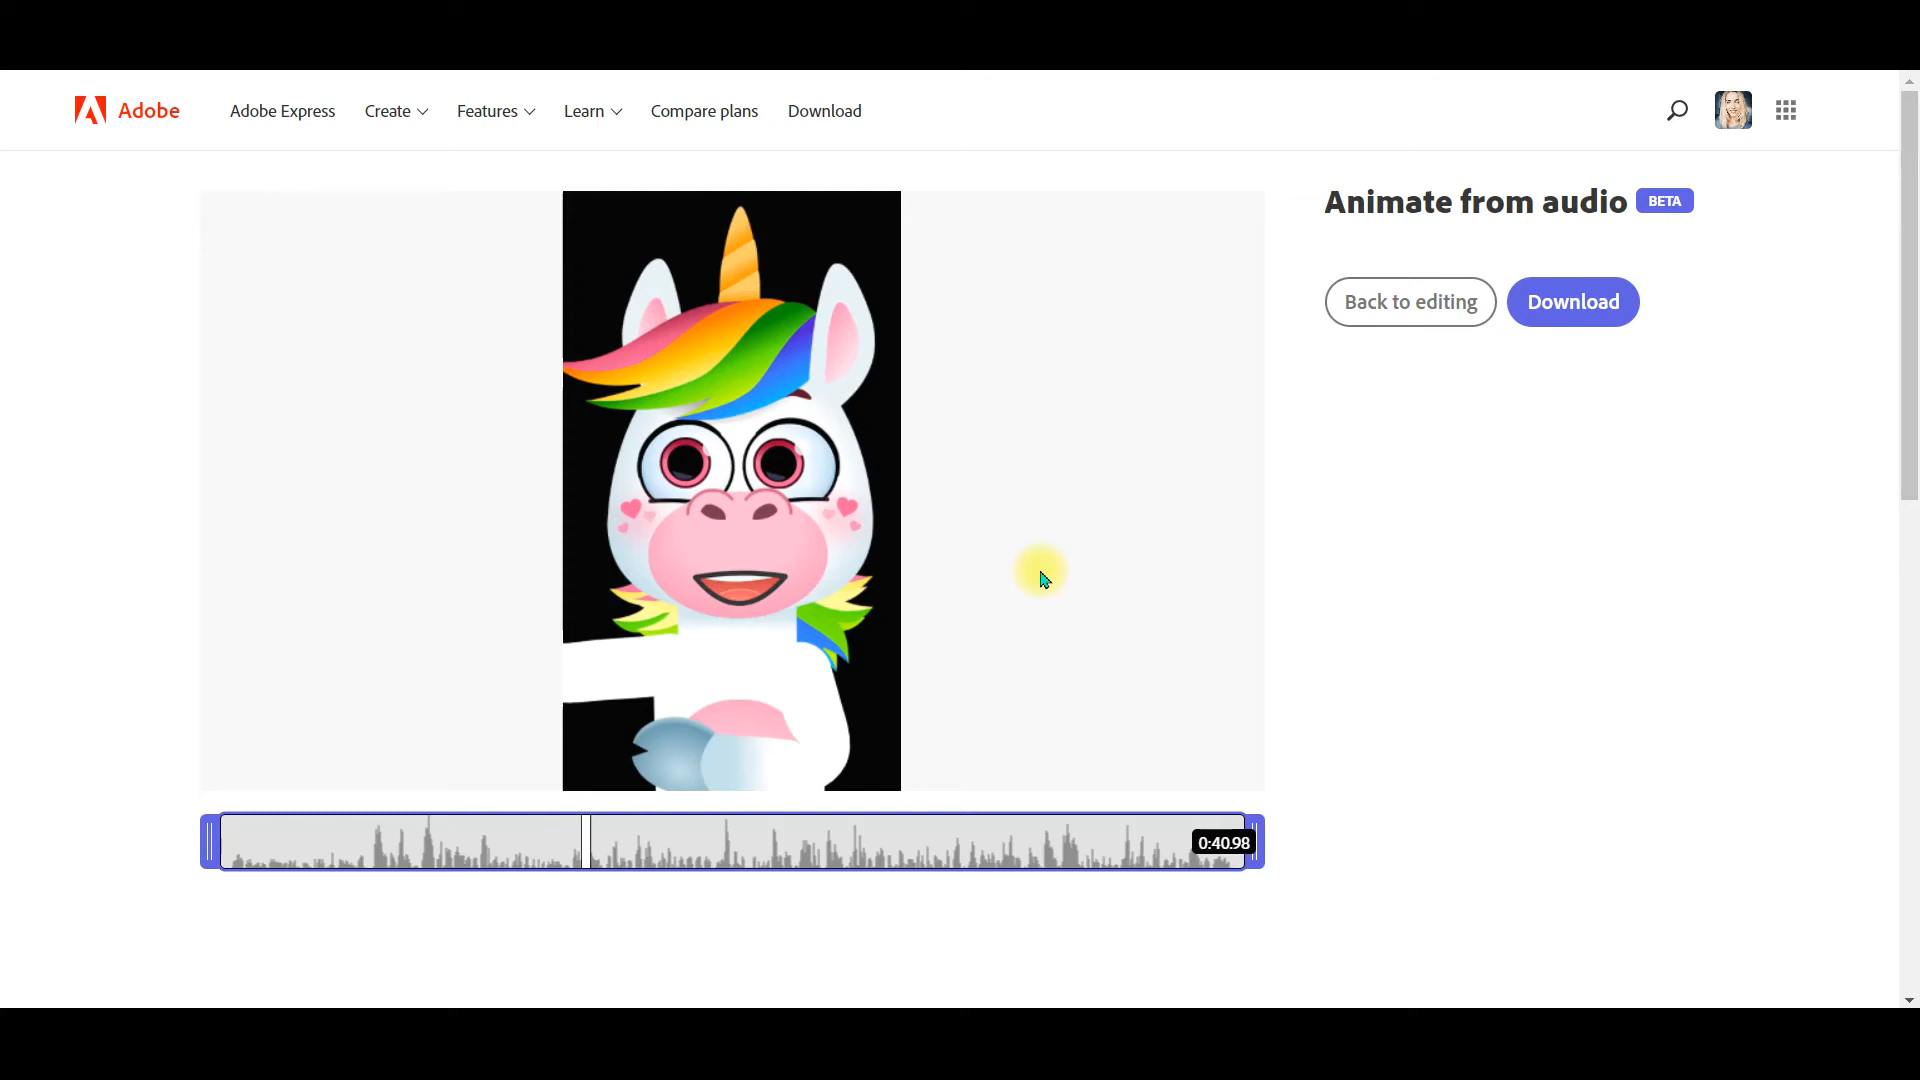 Adobe
Adobe Express
Create
Features
Learn
Compare plans
Download
Animate from audio
BETA
Back to editing
Download
0:40.98